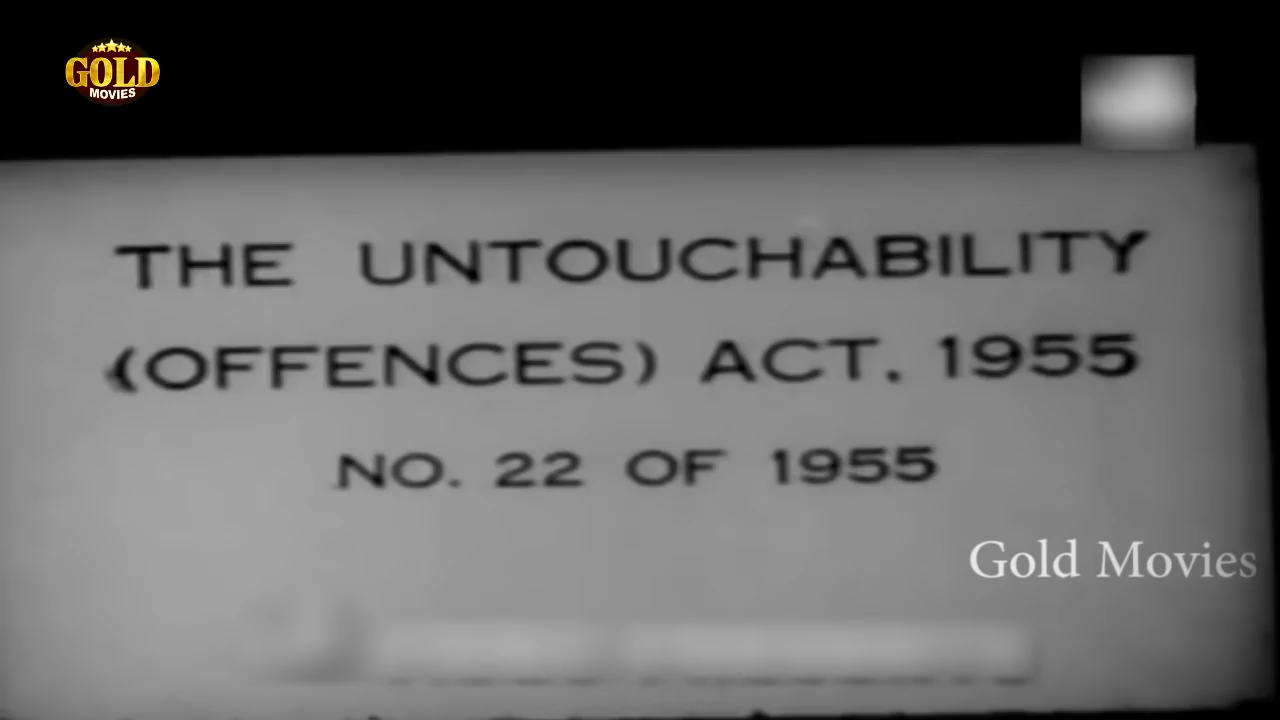 GOLD
MOVIES
THE UNTOUCHABILITY
(OFFENCES) ACT. 1955
NO. 22 OF 1955
Gold Movies